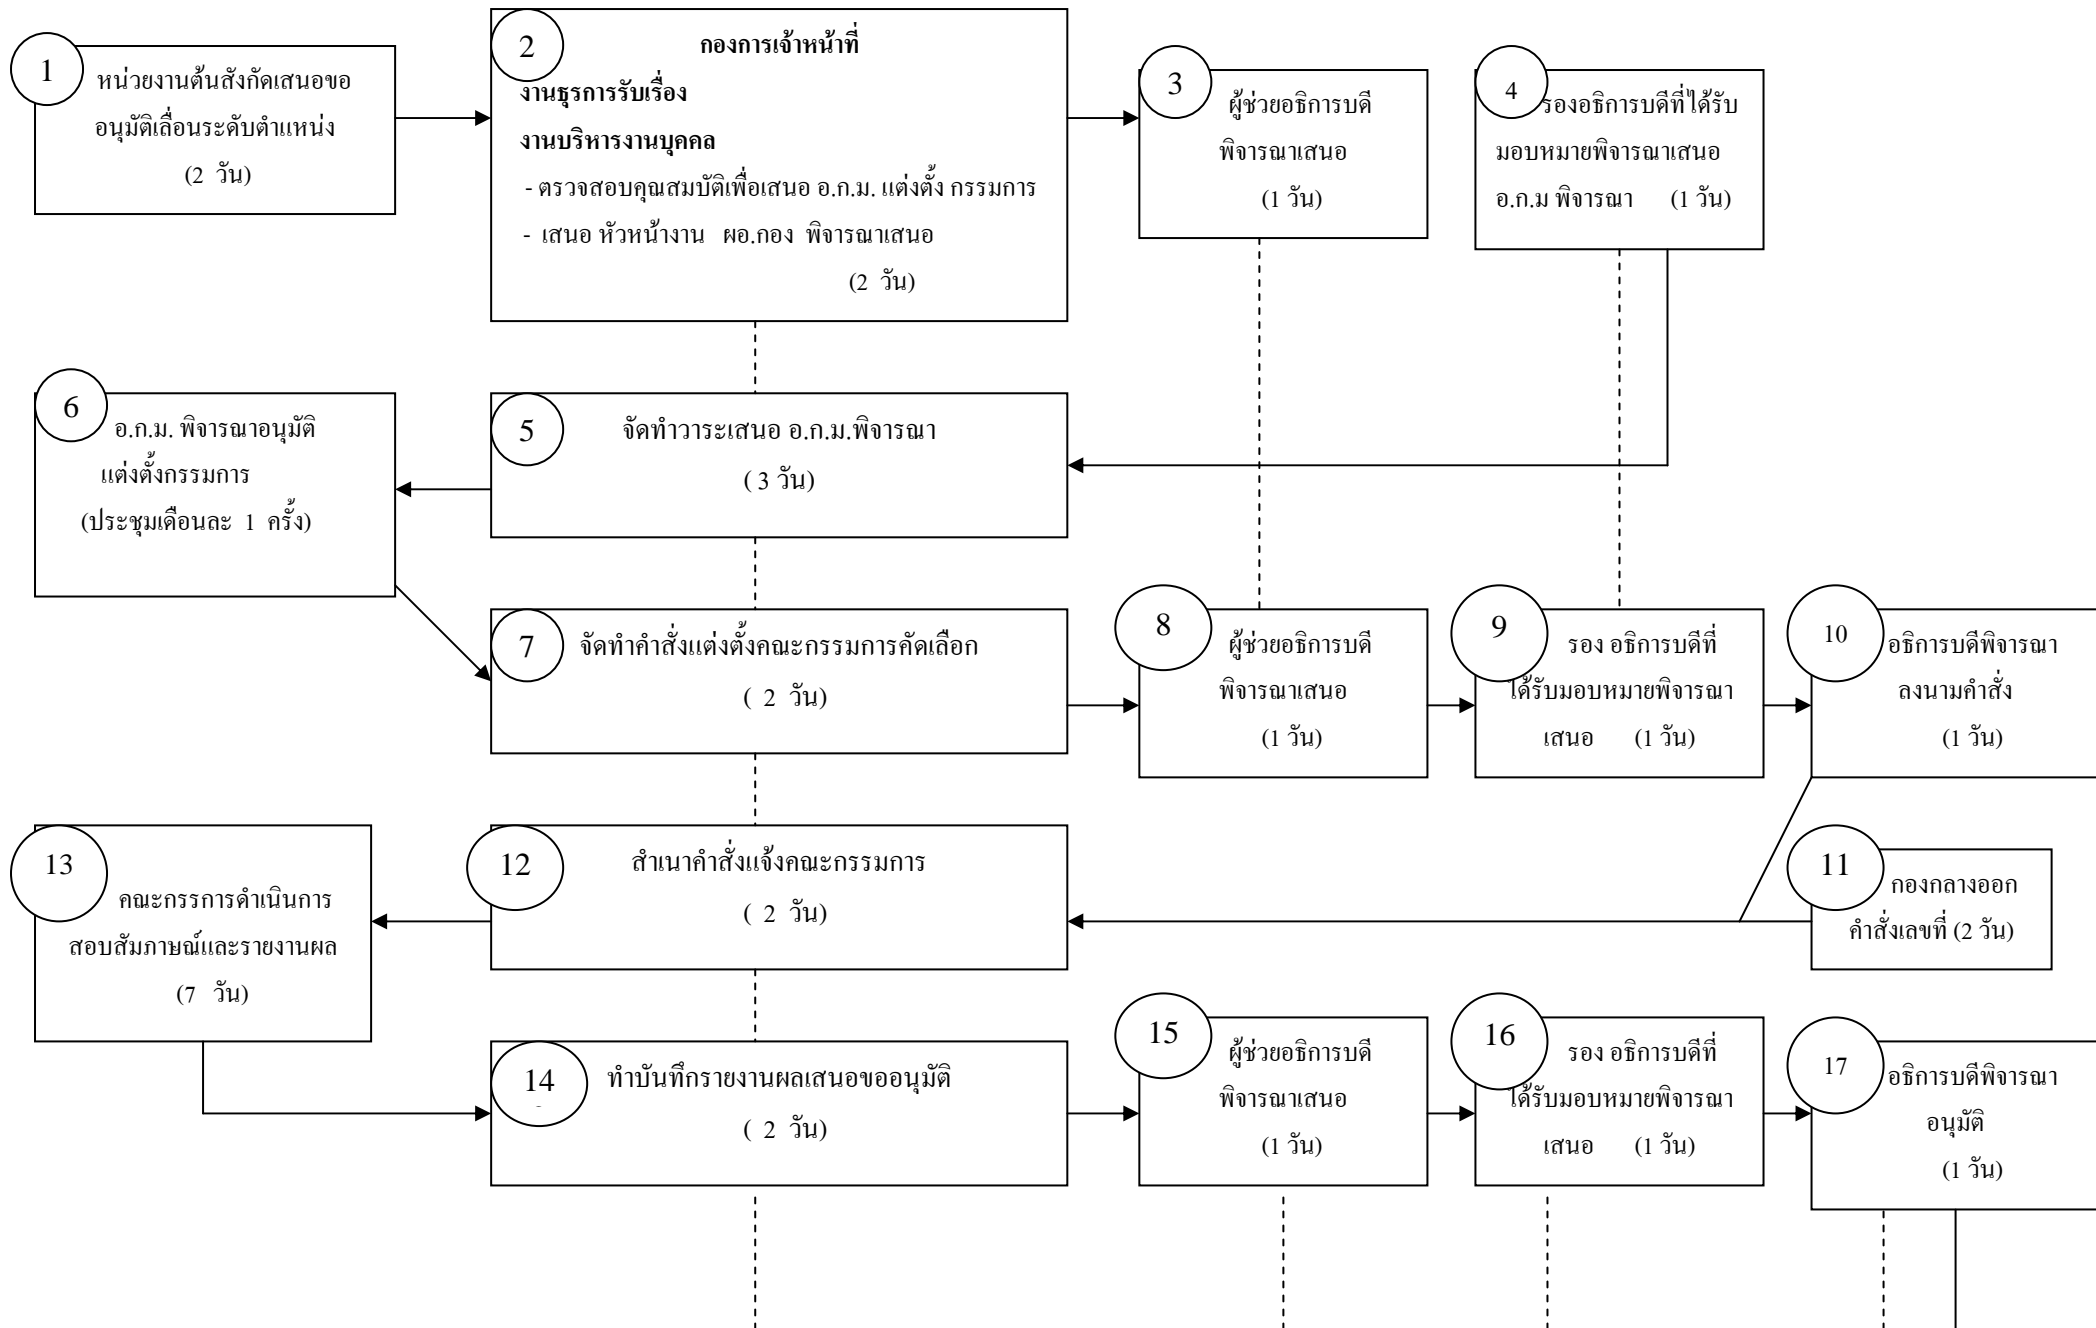 1
หน่วยงานต้นสังกัดเสนอขอ
อนุมัติเลื่อนระดับตำแหน่ง
(2 วัน)
2
กองการเจ้าหน้าที่
งานธุรการรับเรื่อง
งานบริหารงานบุคคล
- ตรวจสอบคุณสมบัติเพื่อเสนอ อ.ก.ม. แต่งตั้ง กรรมการ
- เสนอ หัวหน้างาน ผอ.กอง พิจารณาเสนอ
(2 วัน)
3
ผู้ช่วยอธิการบดี
พิจารณาเสนอ
(1 วัน)
4
รองอธิการบดีที่ได้รับ
มอบหมายพิจารณาเสนอ
อ.ก.ม พิจารณา (1 วัน)
5
จัดทำวาระเสนอ อ.ก.ม.พิจารณา
( 3 วัน)
6
อ.ก.ม. พิจารณาอนุมัติ
แต่งตั้งกรรมการ
(ประชุมเดือนละ 1 ครั้ง)
7
จัดทำคำสั่งแต่งตั้งคณะกรรมการคัดเลือก
( 2 วัน)
8
ผู้ช่วยอธิการบดี
พิจารณาเสนอ
(1 วัน)
9
รอง อธิการบดีที่
ได้รับมอบหมายพิจารณา
เสนอ (1 วัน)
10
อธิการบดีพิจารณา
ลงนามคำสั่ง
(1 วัน)
11
กองกลางออก
คำสั่งเลขที่ (2 วัน)
12
สำเนาคำสั่งแจ้งคณะกรรมการ
( 2 วัน)
13
คณะกรรการดำเนินการ
สอบสัมภาษณ์และรายงานผล
(7 วัน)
14
ทำบันทึกรายงานผลเสนอขออนุมัติ
( 2 วัน)
15
ผู้ช่วยอธิการบดี
พิจารณาเสนอ
(1 วัน)
16
รอง อธิการบดีที่
ได้รับมอบหมายพิจารณา
เสนอ (1 วัน)
17
อธิการบดีพิจารณา
อนุมัติ
(1 วัน)